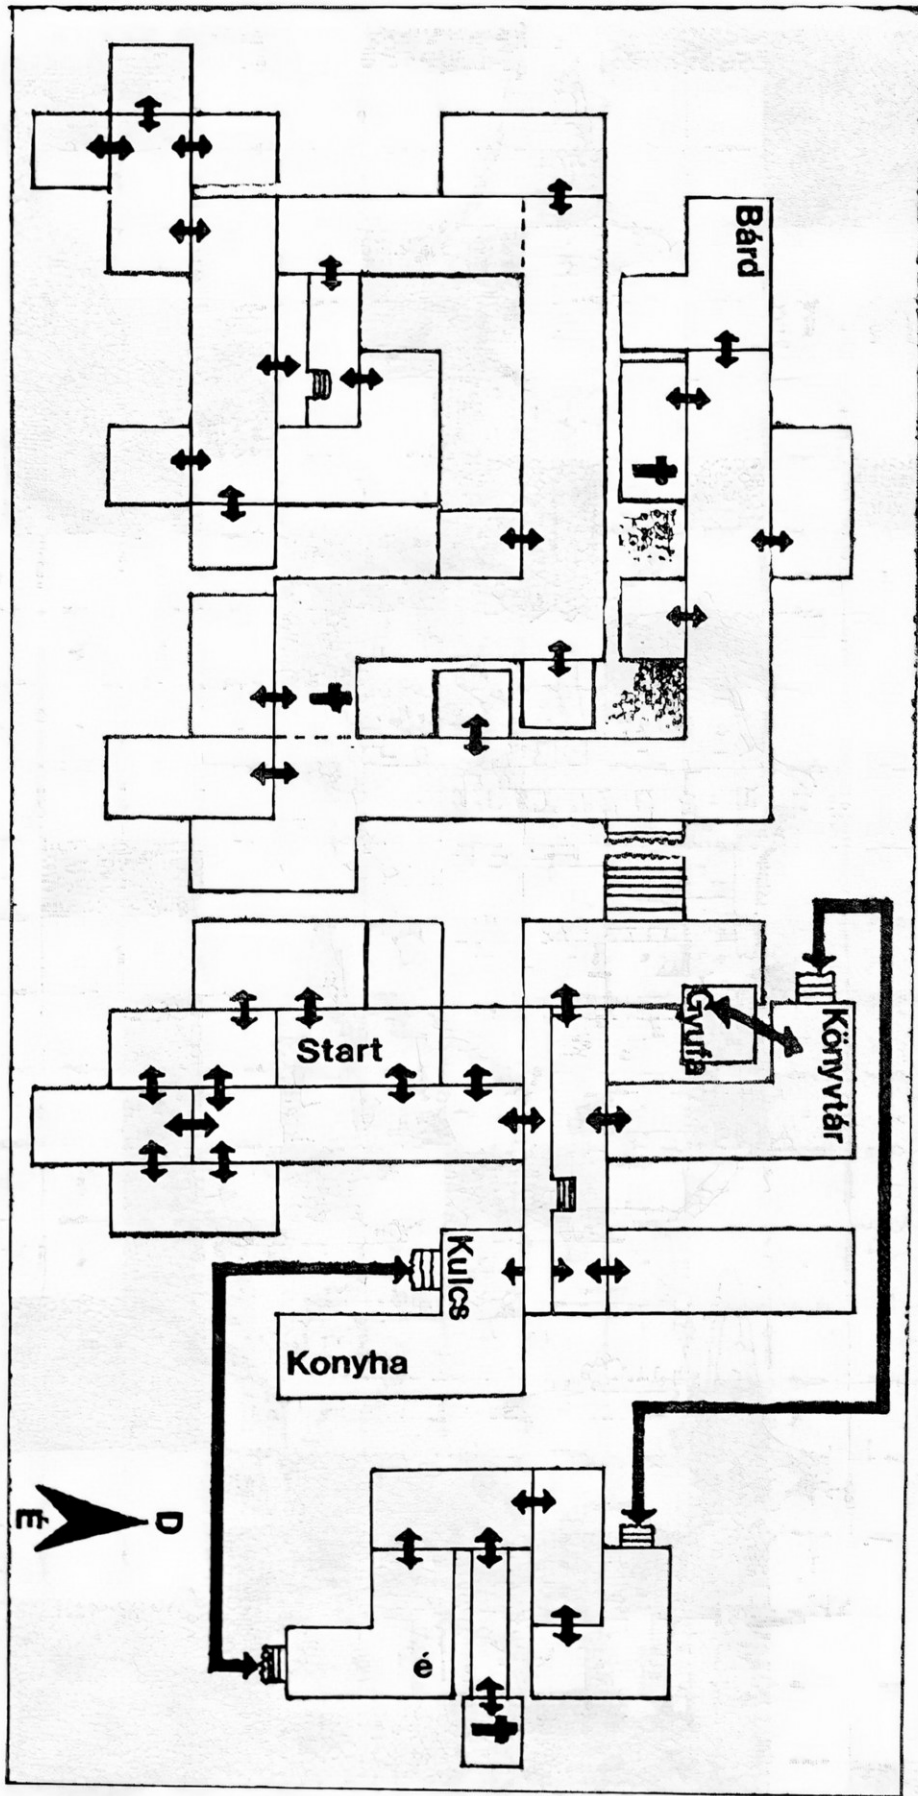 Bárd
Könyvtár
Gyufa
Start
Kulcs
Konyha
É
D
é